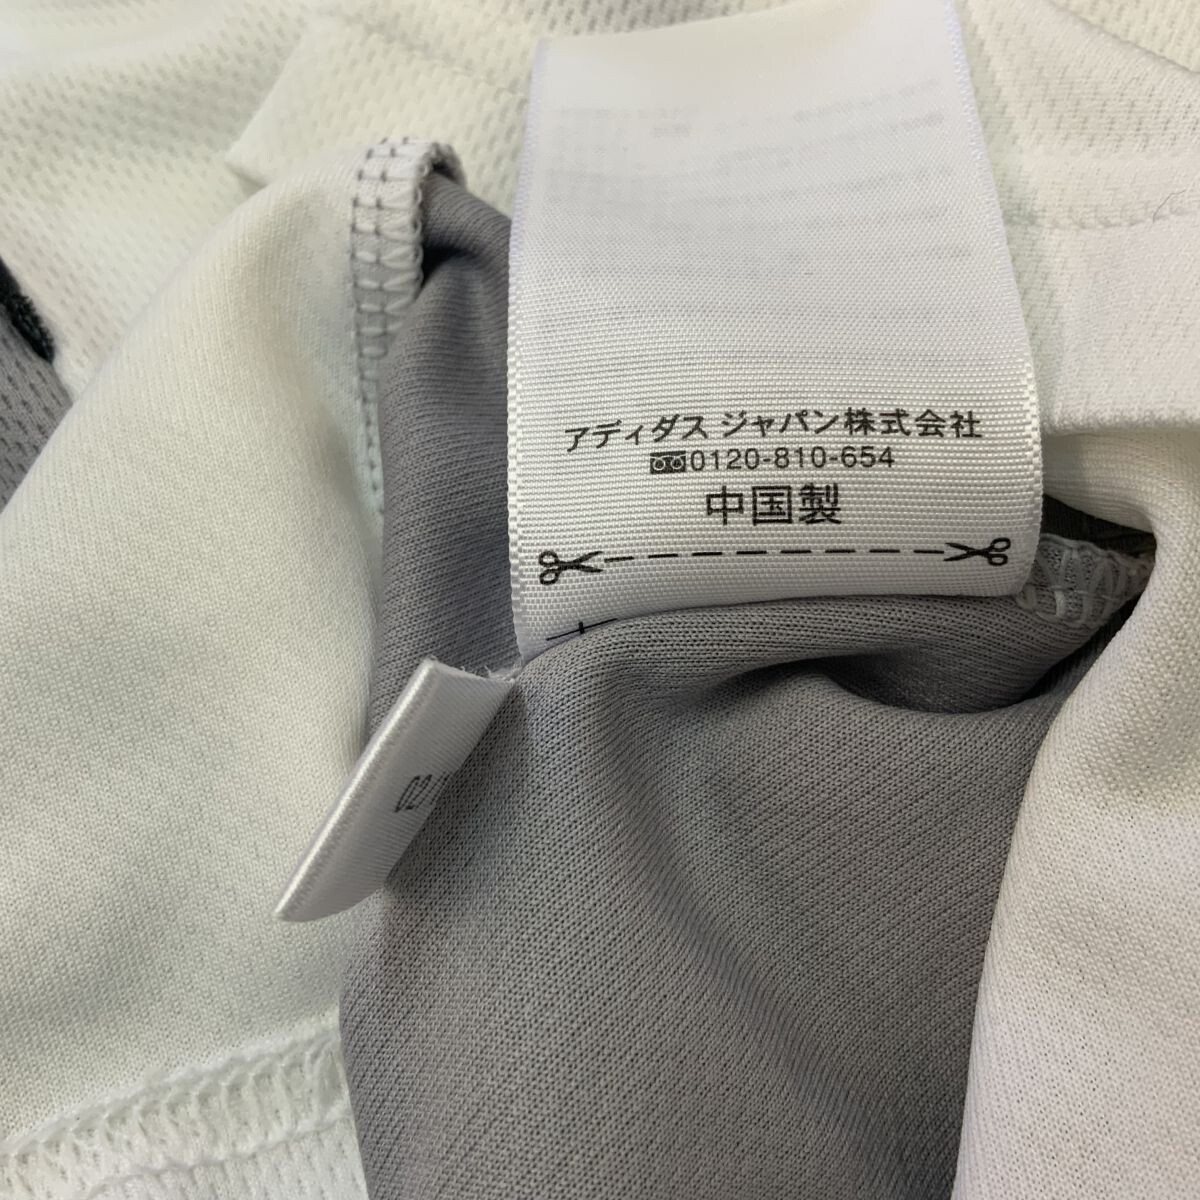 アディダス ジャパン株式会社
0120-810-654
中国製